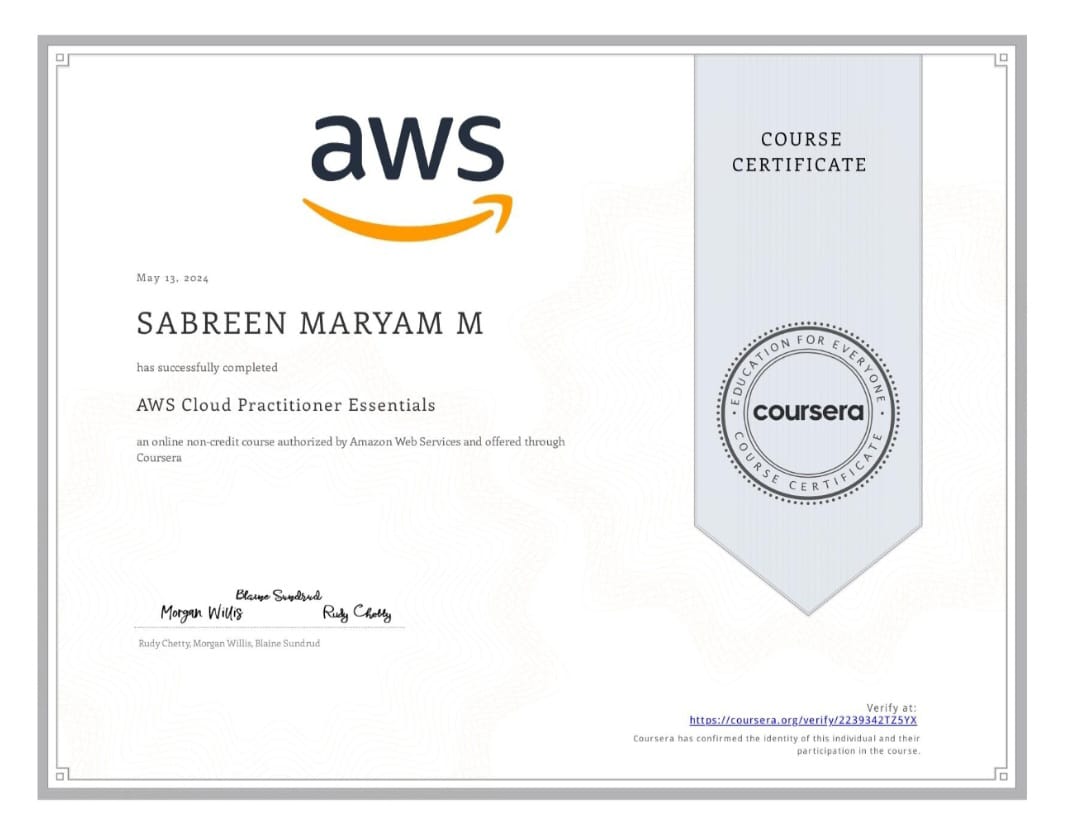 aws
COURSE
CERTIFICATE
May 13, 2024
SABREEN MARYAM M
has successfully completed
AWS Cloud Practitioner Essentials
an online non-credit course authorized by Amazon Web Services and offered through
Coursera
EDUCATION FOR EVERYONE
coursera
COURSE CERTIFICATE
Blaine Sundrud
Morgan Willis
Rudy Chetty
Rudy Chetty, Morgan Willis, Blaine Sundrud
Verify at:
https://coursera.org/verify/2239342TZ5YX
Coursera has confirmed the identity of this individual and their
participation in the course.